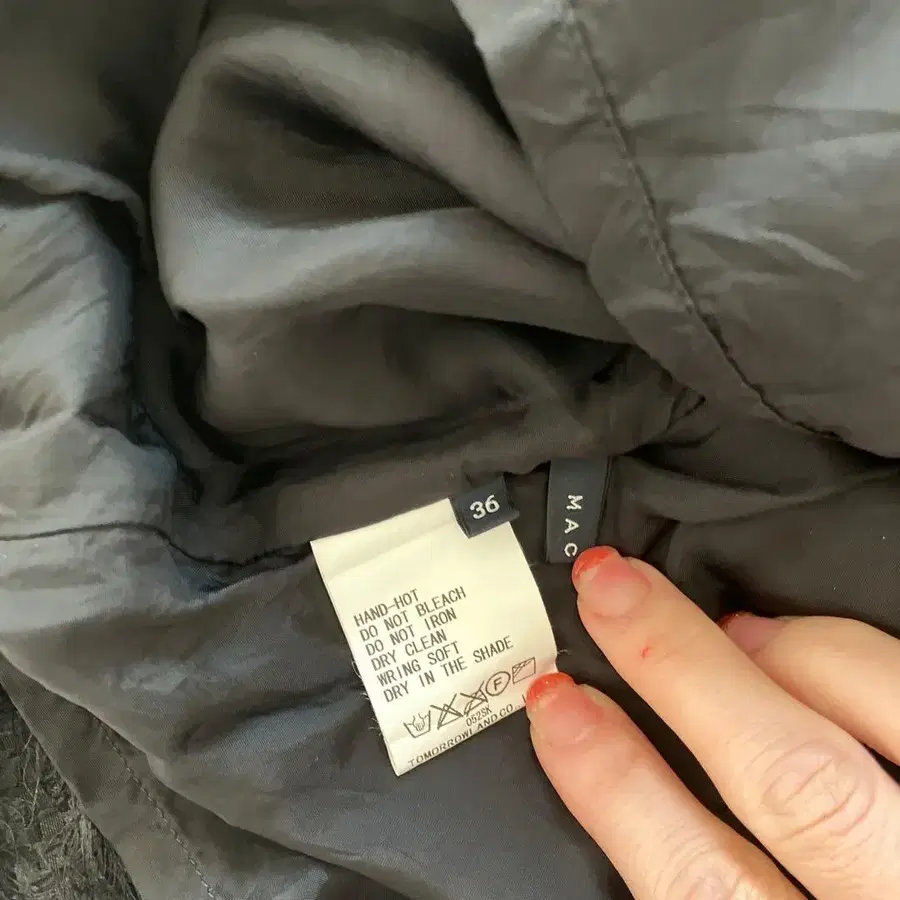 36
MAC
HAND-HOT
DO NOT BLEACH
DO NOT IRON
DRY CLEAN
WRING SOFT
DRY IN THE SHADE
F
052SK
TOMORROWLAND CO.,